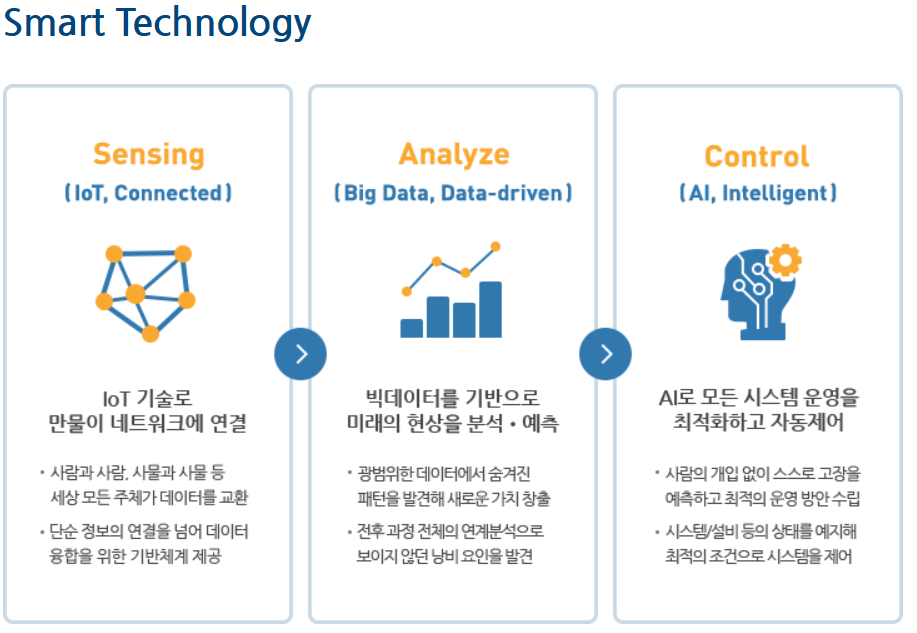 Smart Technology
Sensing
(IoT, Connected)
IoT 기술로
만물이 네트워크에 연결
• 사람과 사람, 사물과 사물 등
세상 모든 주체가 데이터를 교환
• 단순 정보의 연결을 넘어 데이터
융합을 위한 기반체계 제공
Analyze
(Big Data, Data-driven)
빅데이터를 기반으로
미래의 현상을 분석 • 예측
• 광범위한 데이터에서 숨겨진
패턴을 발견해 새로운 가치 창출
• 전후 과정 전체의 연계분석으로
보이지 않던 낭비 요인을 발견
Control
(AI, Intelligent)
AI로 모든 시스템 운영을
최적화하고 자동제어
• 사람의 개입 없이 스스로 고장을
예측하고 최적의 운영 방안 수립
• 시스템/설비 등의 상태를 예지해
최적의 조건으로 시스템을 제어